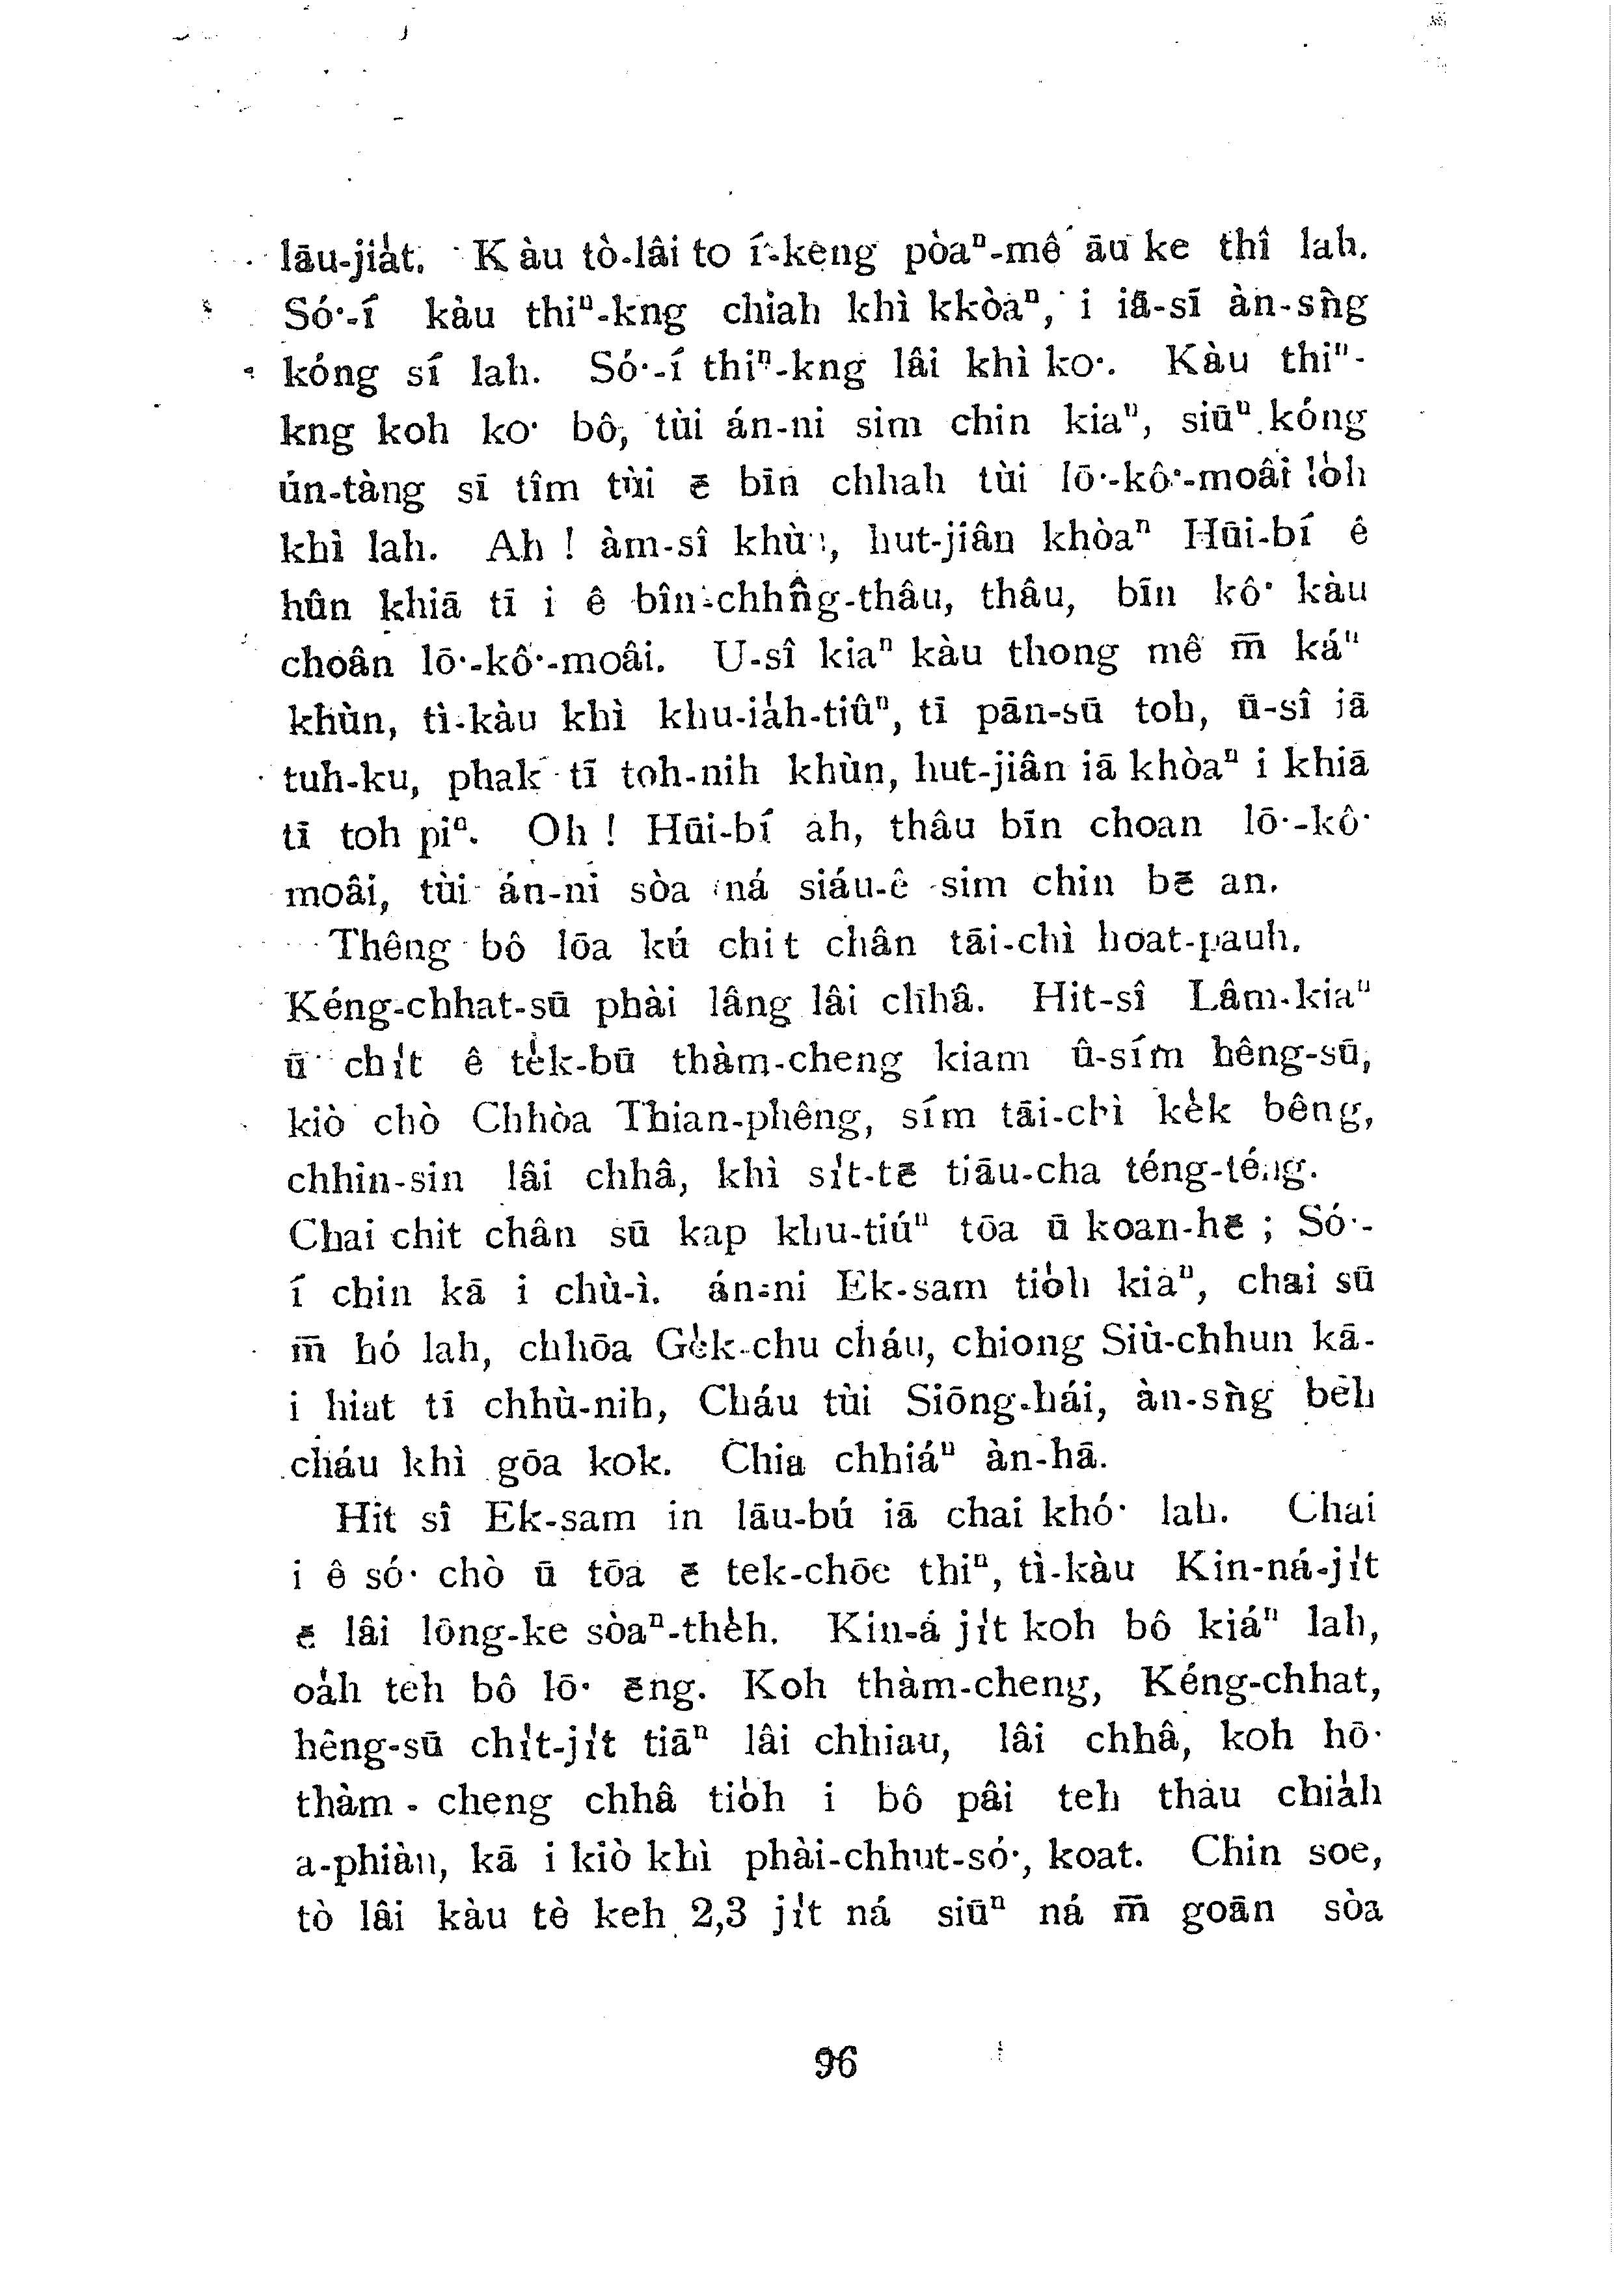 lāu-jia̍t. Kàu tò-lâi to í-keng pòaⁿ-mê āu ke thî lah.
Só͘-í kàu thiⁿ-kng chiah khì kkòaⁿ, i iā-sī àn-sǹg
kóng sí lah. Só͘-í thiⁿ-kng lâi khì ko͘. Kàu thiⁿ-
kng koh ko͘ bô, tùi án-ni sim chin kiaⁿ, siūⁿ kóng
ún-tàng sī tîm tùi ē bīn chhah tùi lō͘-kô͘-moâi lo̍h
khì lah. Ah ! àm-sî khùn, hut-jiân khòaⁿ Hūi-bí ê
hûn khiā tī i ê bîn-chhn̂g-thâu, thâu, bīn kô͘ kàu
choân lō͘-kô͘-moâi. U-sî kiaⁿ kàu thong mê m̄ káⁿ
khùn, tì-kàu khì khu-ia̍h-tiûⁿ, tī pān-sū toh, ū-sî iā
tuh-ku, phak tī toh-nih khùn, hut-jiân iā khòaⁿ i khiā
tī toh piⁿ. Oh ! Hūi-bí ah, thâu bīn choan lō͘-kô͘
moâi, tùi án-ni sòa ná siáu-ê sim chin bē an.
Thêng bô lōa kú chit chân tāi-chì hoat-pauh.
Kéng-chhat-sū phài lâng lâi chhâ. Hit-sî Lâm-kiaⁿ
ū chi̍t ê te̍k-bū thàm-cheng kiam û-sím hêng-sū,
kiò chò Chhòa Thian-phêng, sím tāi-chì ke̍k bêng,
chhin-sin lâi chhâ, khì si̍t-tē tiāu-cha téng-téng.
Chai chit chân sū kap khu-tiúⁿ tōa ū koan-hē ; Só͘-
í chin kā i chù-ì. án-ni Ek-sam tio̍h kiaⁿ, chai sū
m̄ hó lah, chhōa Ge̍k-chu cháu, chiong Siù-chhun kā-
i hiat tī chhù-nih, Cháu tùi Siōng-hái, àn-sǹg bèh
cháu khì gōa kok. Chia chhiáⁿ àn-hā.
Hit sî Ek-sam in lāu-bú iā chai khó͘ lah. Chai
i ê só͘ chò ū tōa ē tek-chōe thiⁿ, tì-kàu Kin-ná-ji̍t
ē lâi lōng-ke sòaⁿ-the̍h. Kin-á ji̍t koh bô kiáⁿ lah,
oa̍h teh bô lō͘ ēng. Koh thàm-cheng, Kéng-chhat,
hêng-sū chi̍t-ji̍t tiāⁿ lâi chhiau, lâi chhâ, koh hō͘
thàm - cheng chhâ tio̍h i bô pâi teh thau chia̍h
a-phiàn, kā i kiò khì phài-chhut-só͘, koat. Chin soe,
tò lâi kàu tè keh 2,3 ji̍t ná siūⁿ ná m̄ goān sòa
96